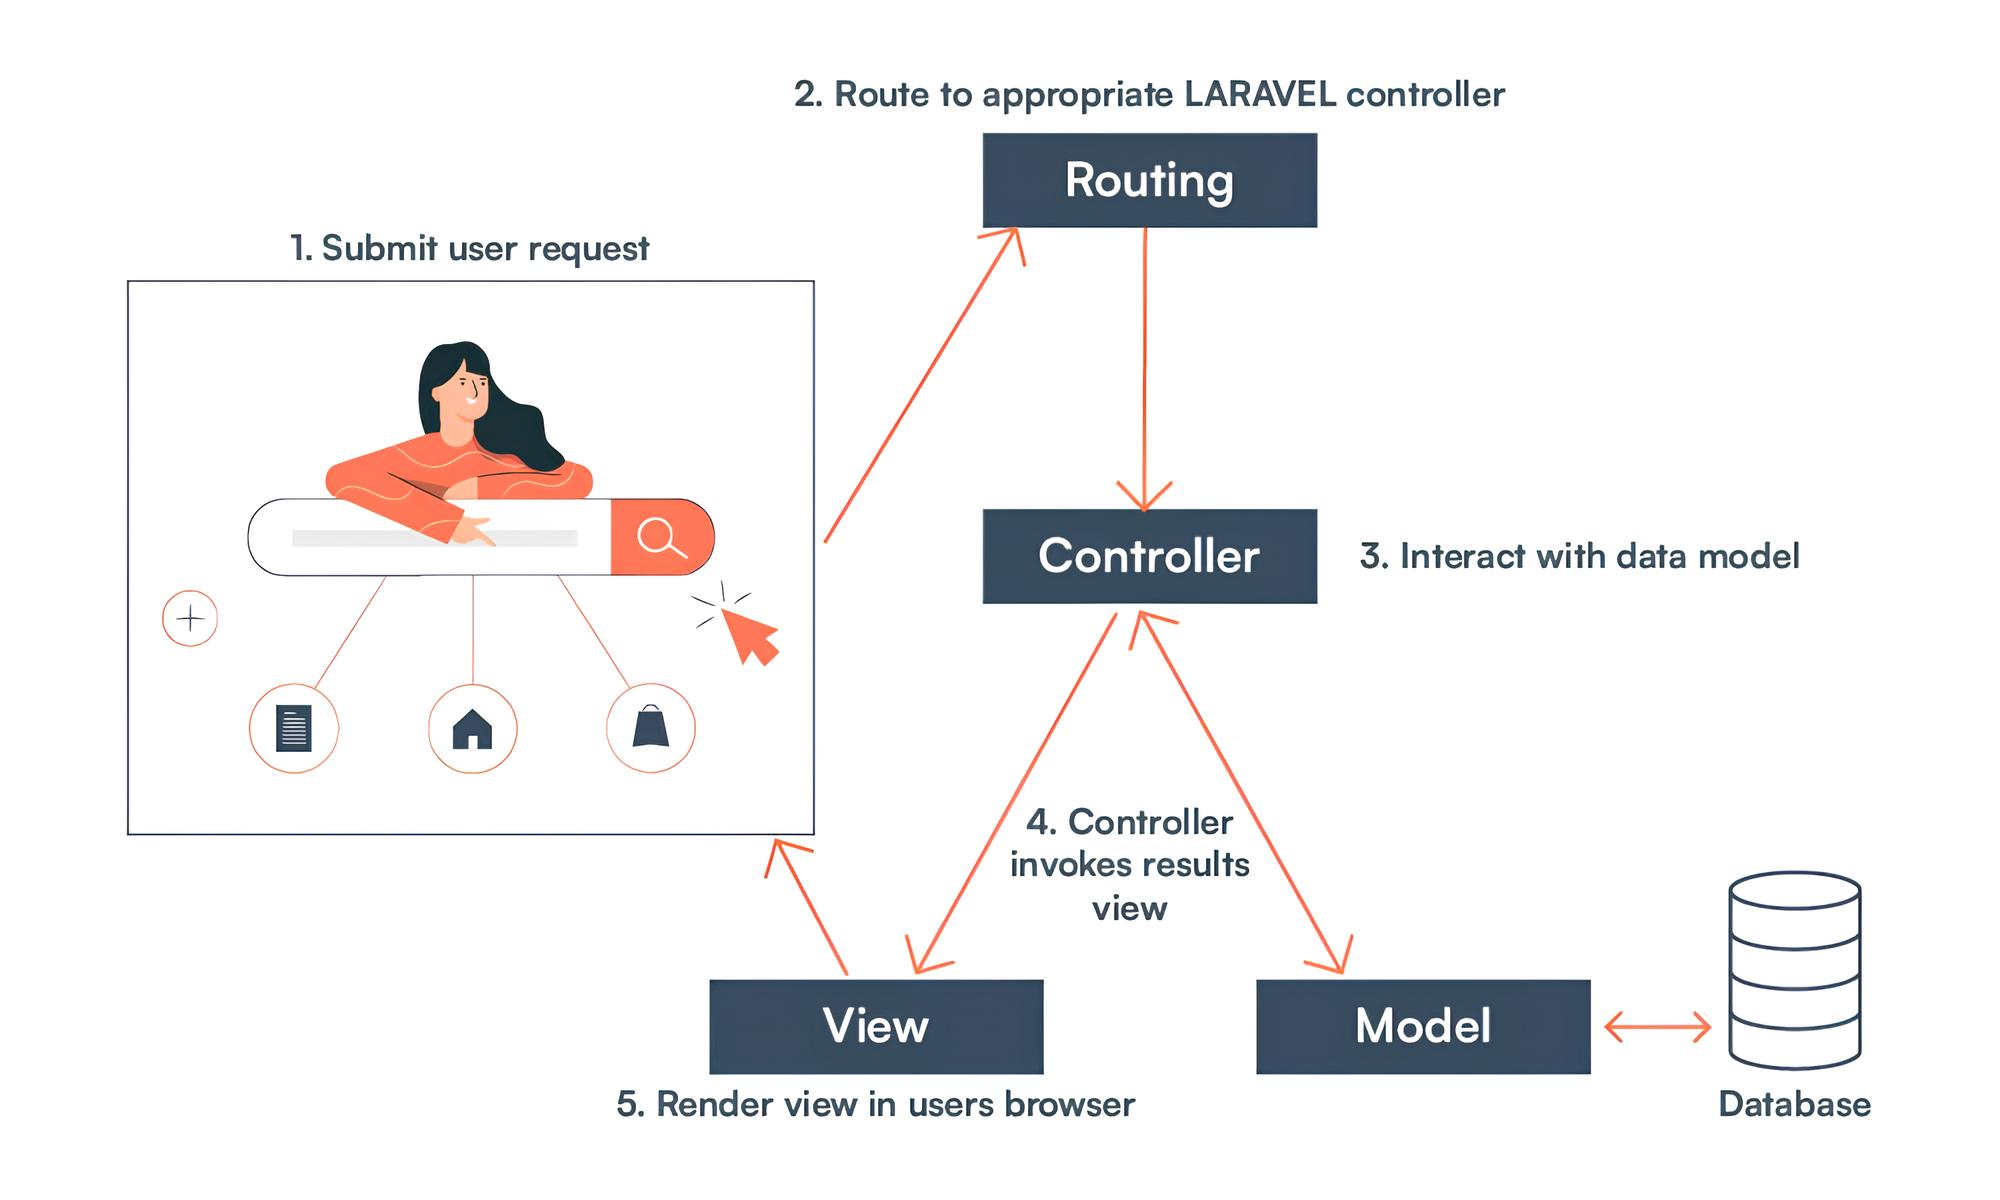 2. Route to appropriate LARAVEL controller
Routing
1. Submit user request
Controller
3. Interact with data model
4. Controller
invokes results
view
View
Model
5. Render view in users browser
Database